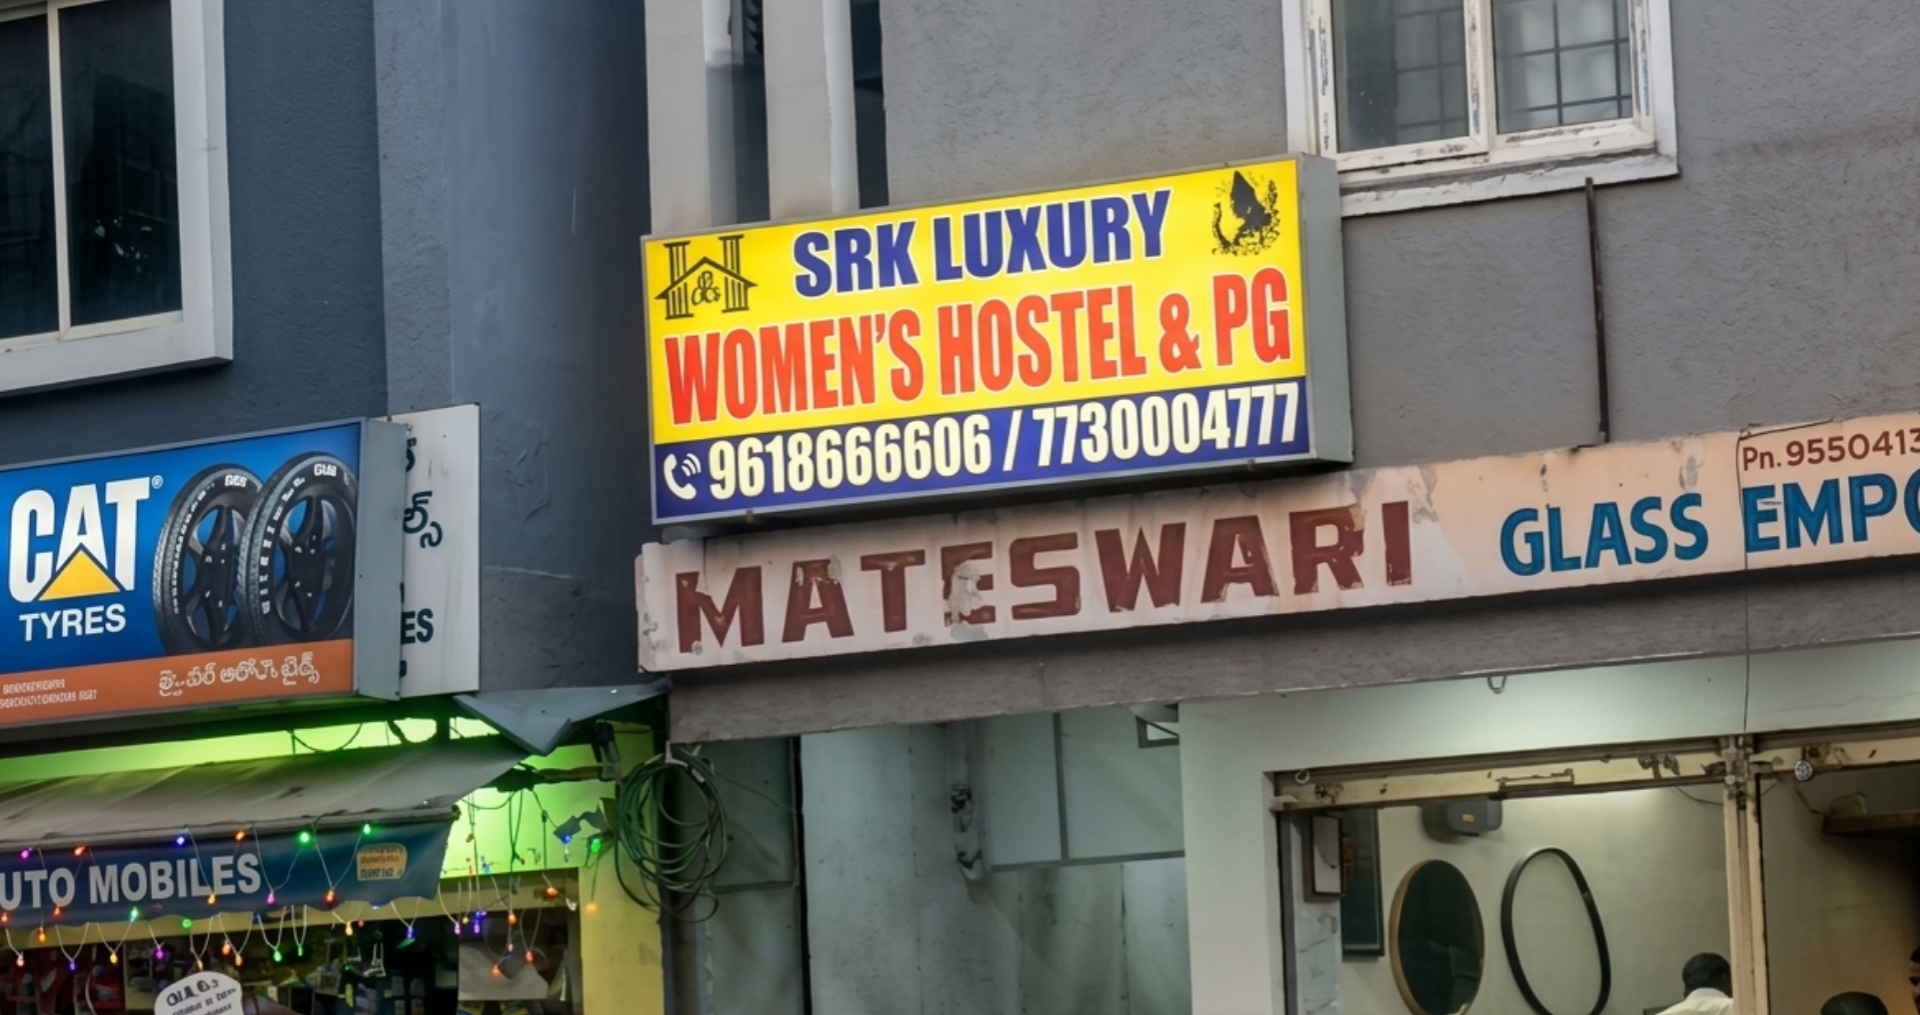 SRK LUXURY
WOMEN'S HOSTEL & PG
9618666606 / 7730004777
CAT®
TYRES
ES
MATESWARI
GLASS EMPO
Pn. 9550413
UTO MOBILES